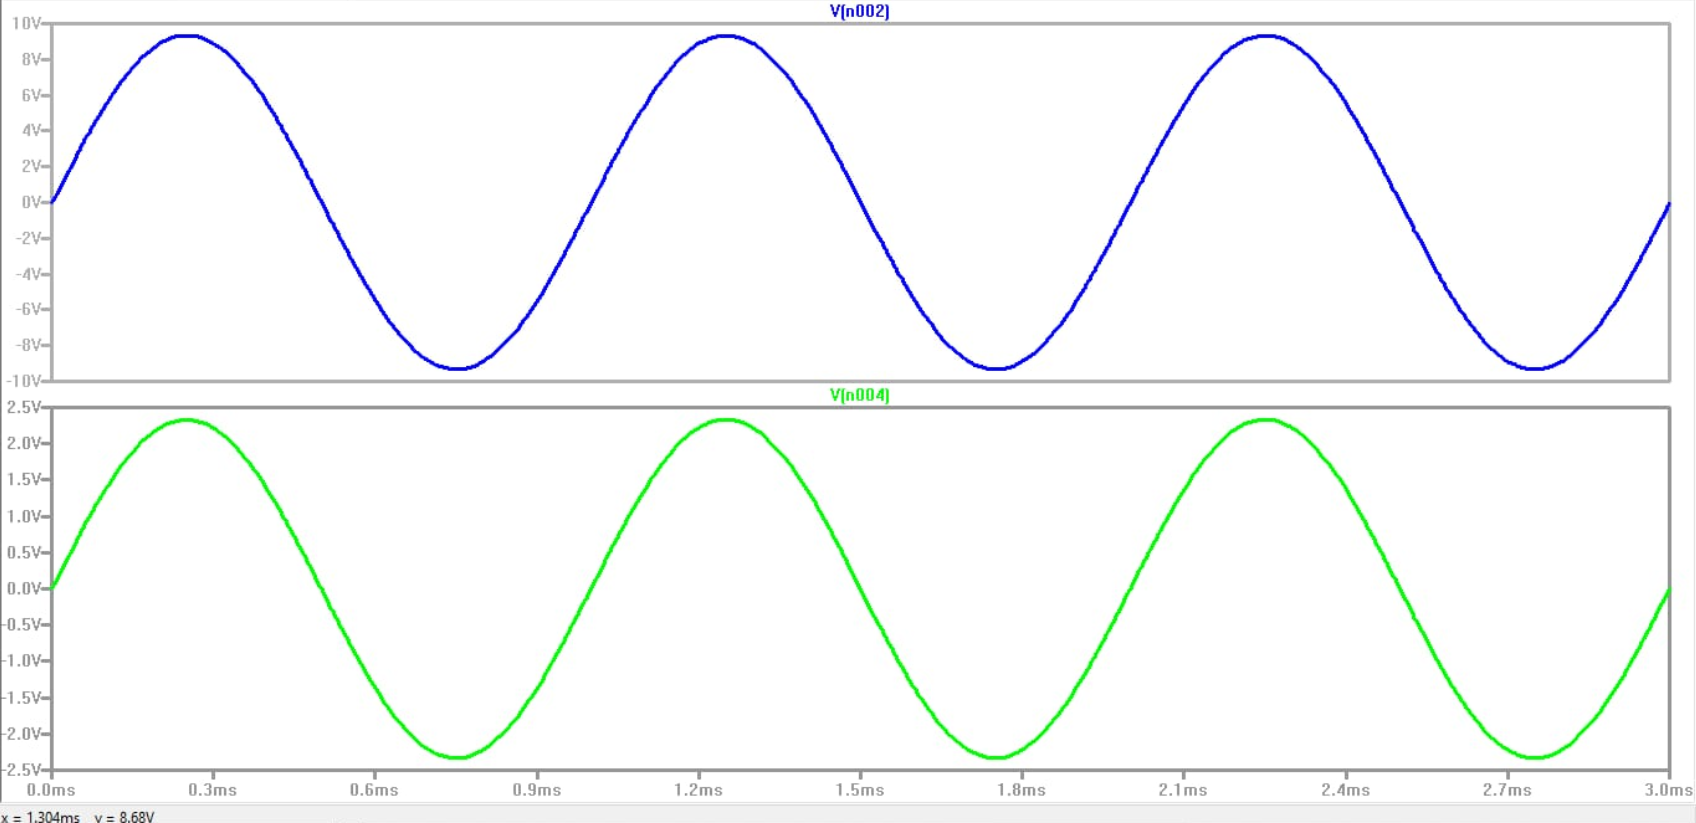 V(n002)
10V
8V
6V
4V
2V
0V
-2V
-4V
-6V
-8V
-10V
V(n004)
2.5V
2.0V
1.5V
1.0V
0.5V
0.0V
-0.5V
-1.0V
-1.5V
-2.0V
-2.5V
0.0ms 0.3ms 0.6ms 0.9ms 1.2ms 1.5ms 1.8ms 2.1ms 2.4ms 2.7ms 3.0ms
x = 1.304ms y = 8.68V